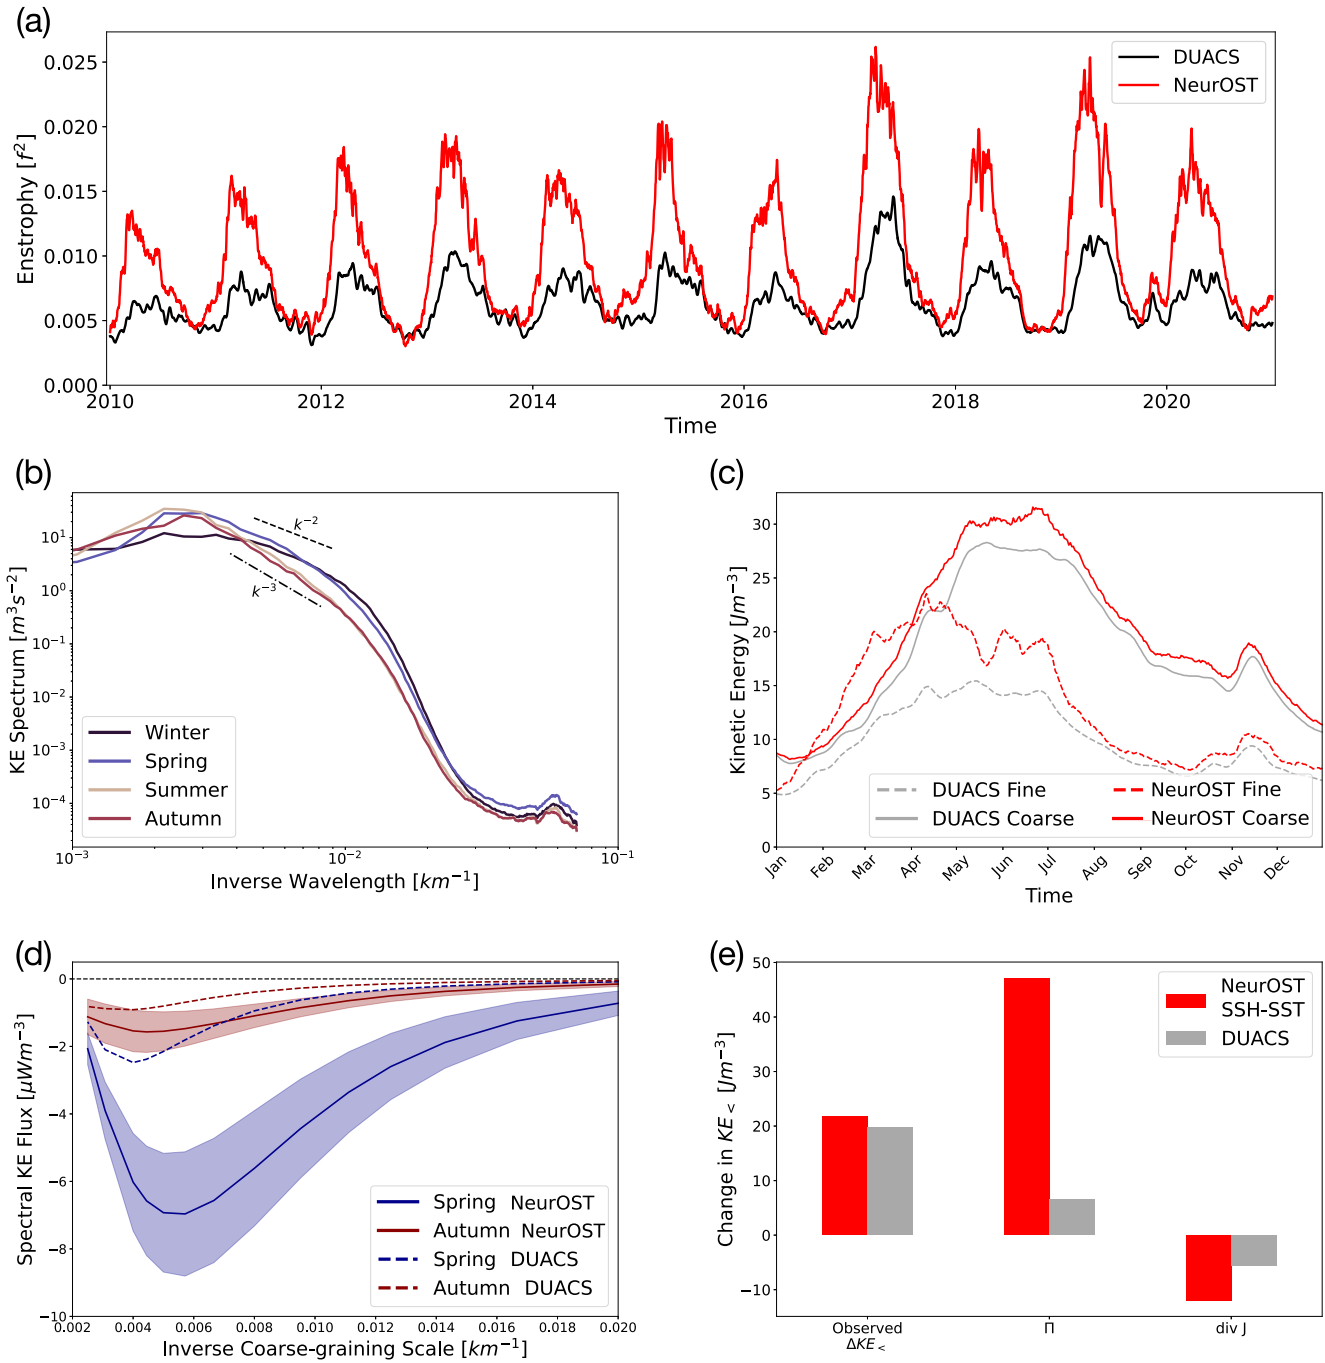 (a)
Enstrophy [f²]
0.025
0.020
0.015
0.010
0.005
0.000
DUACS
NeurOST
2010
2012
2014
2016
2018
2020
Time
(b)
KE Spectrum [m³s⁻²]
10¹
10⁰
10⁻¹
10⁻²
10⁻³
10⁻⁴
k⁻²
k⁻³
Winter
Spring
Summer
Autumn
10⁻³
10⁻²
10⁻¹
Inverse Wavelength [km⁻¹]
(c)
Kinetic Energy [Jm⁻³]
30
25
20
15
10
5
0
DUACS Fine
DUACS Coarse
NeurOST Fine
NeurOST Coarse
Jan
Feb
Mar
Apr
May
Jun
Jul
Aug
Sep
Oct
Nov
Dec
Time
(d)
Spectral KE Flux [μWm⁻³]
0
−2
−4
−6
−8
−10
Spring NeurOST
Autumn NeurOST
Spring DUACS
Autumn DUACS
0.002
0.004
0.006
0.008
0.010
0.012
0.014
0.016
0.018
0.020
Inverse Coarse-graining Scale [km⁻¹]
(e)
Change in KE< [Jm⁻³]
50
40
30
20
10
0
−10
NeurOST
SSH-SST
DUACS
Observed
ΔKE<
Π
div J